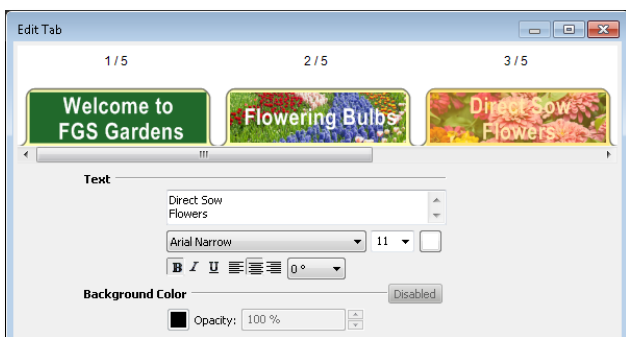 Edit Tab
1 / 5
2 / 5
3 / 5
Welcome to
FGS Gardens
Flowering Bulbs
Direct Sow
Flowers
Text
Direct Sow
Flowers
Arial Narrow
11
B I U
0 °
Background Color
Disabled
Opacity:
100 %